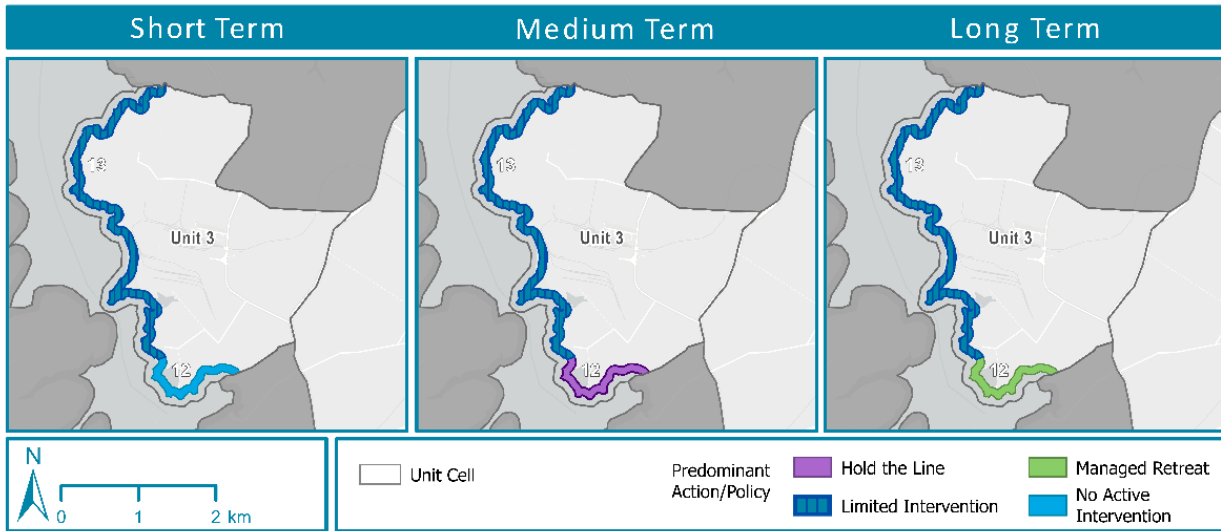 Short Term
Medium Term
Long Term
13
Unit 3
12
13
Unit 3
12
13
Unit 3
12
N
0 1 2 km
Unit Cell
Predominant
Action/Policy
Hold the Line
Limited Intervention
Managed Retreat
No Active
Intervention